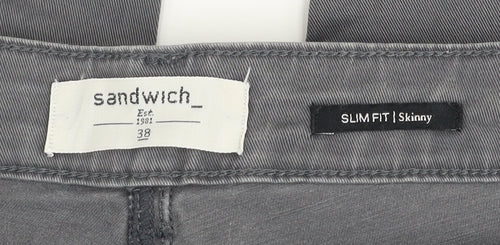 sandwich_
Est.
1981
38
SLIM FIT | Skinny